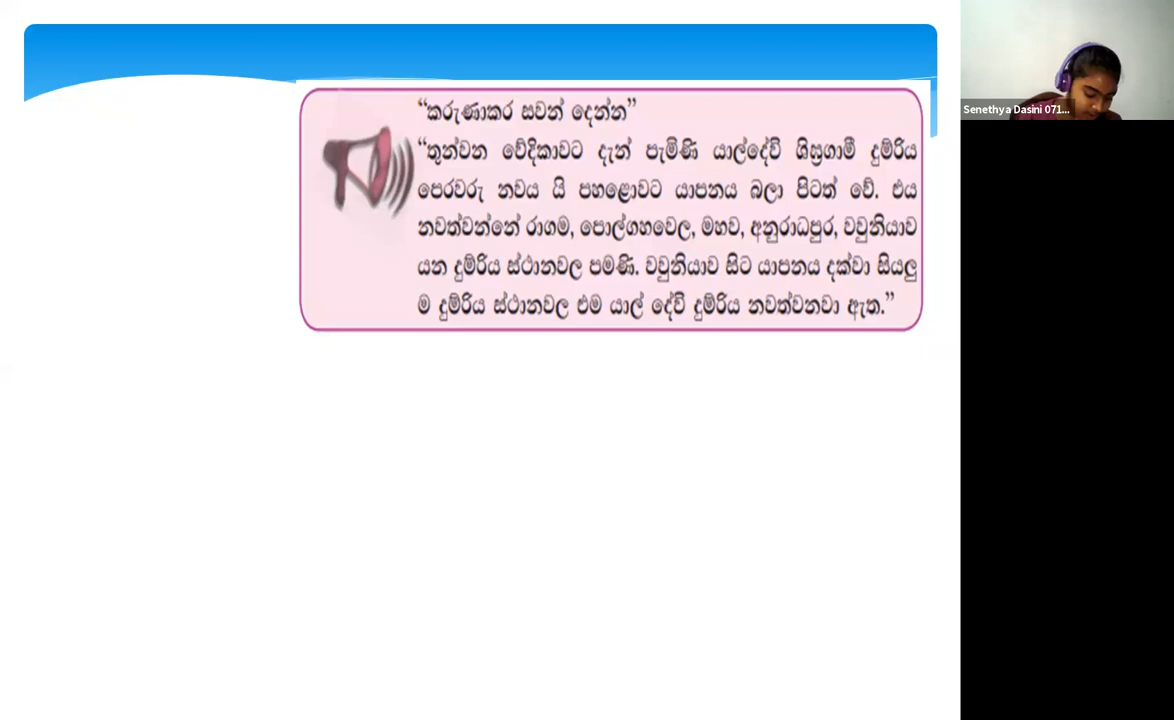 “කරුණාකර සවන් දෙන්න”
“තුන්වන වේදිකාවට දැන් පැමිණි යාල්දේවි ශීඝ්‍රගාමී දුම්රිය
පෙරවරු නවය යි පහළොවට යාපනය බලා පිටත් වේ. එය
නවත්වන්නේ රාගම, පොල්ගහවෙල, මහව, අනුරාධපුර, වවුනියාව
යන දුම්රිය ස්ථානවල පමණි. වවුනියාව සිට යාපනය දක්වා සියලු
ම දුම්රිය ස්ථානවල එම යාල් දේවි දුම්රිය නවත්වනවා ඇත.”
Senethya Dasini 071...